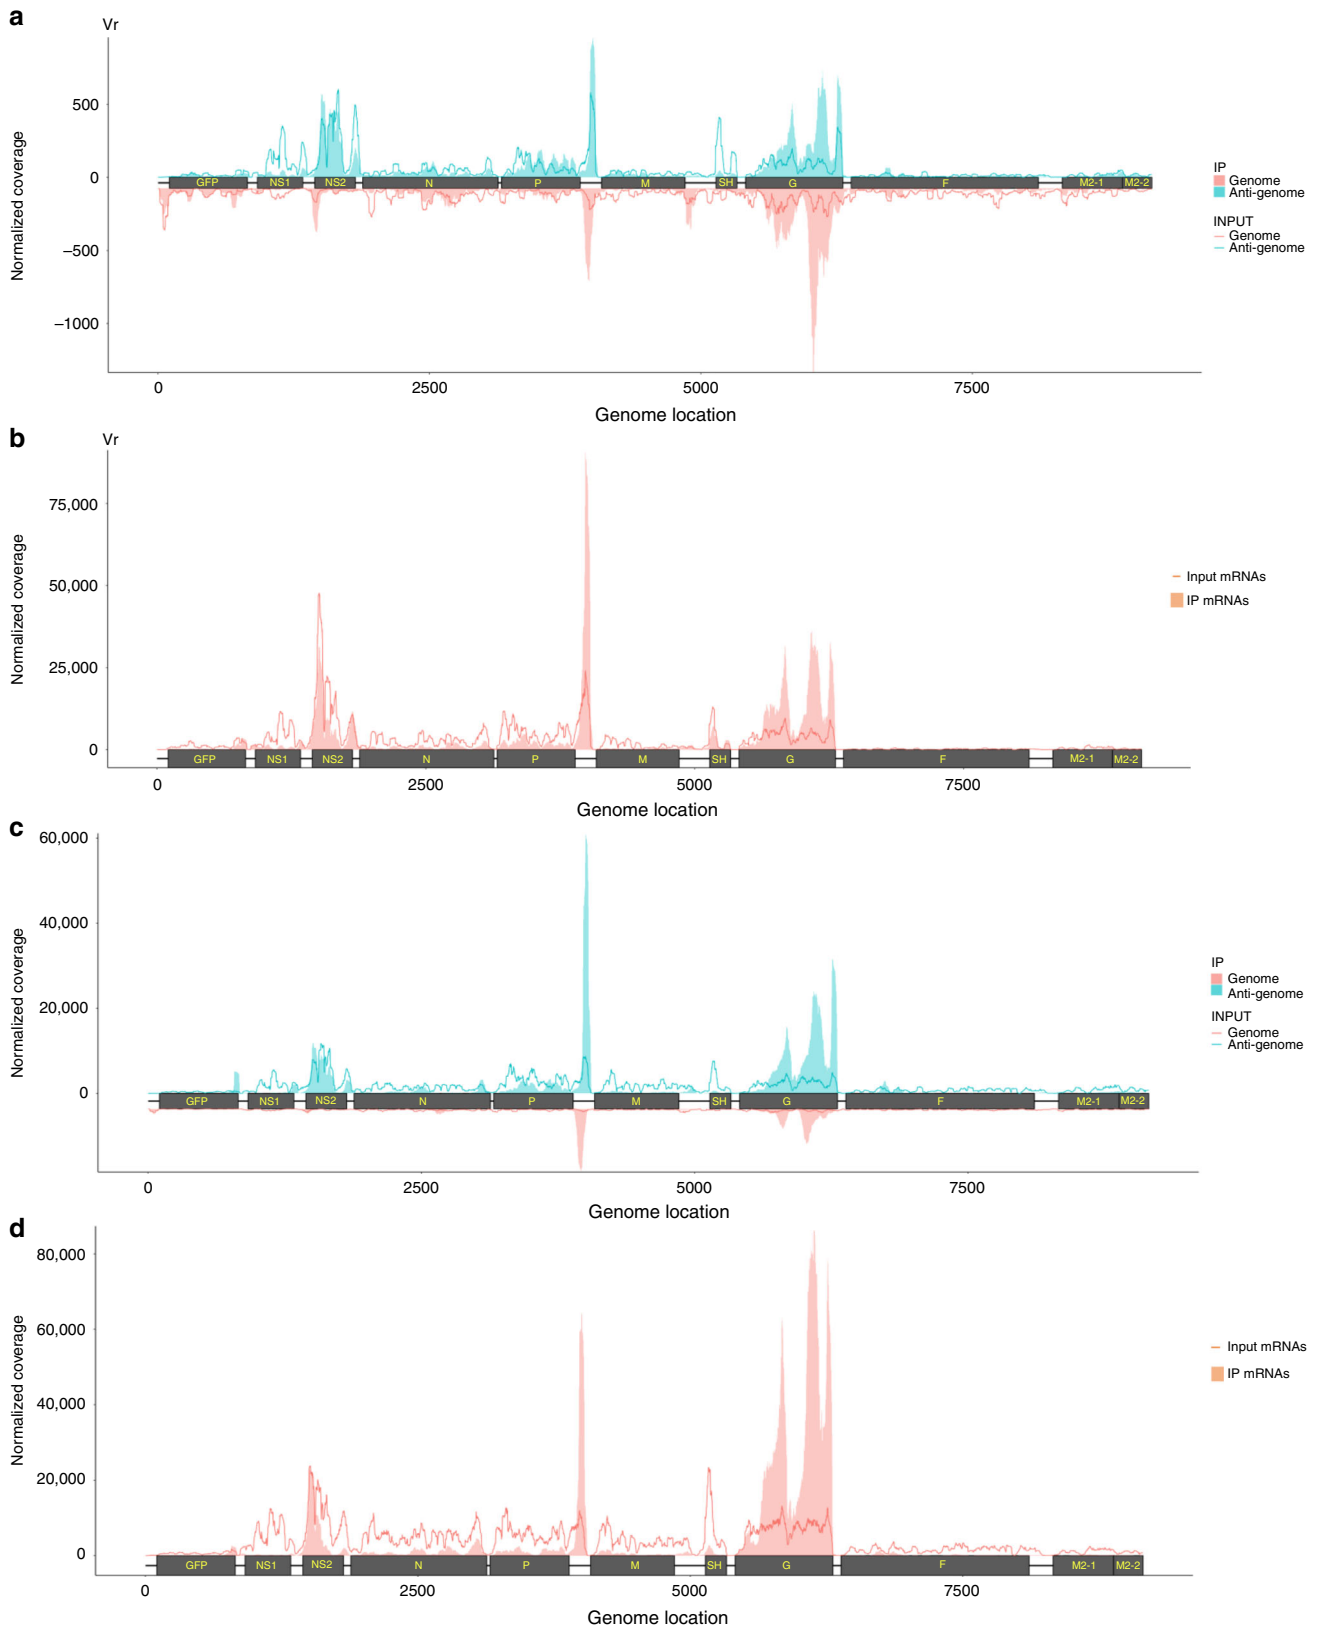 a
Vr
Normalized coverage
500
0
−500
−1000
GFP NS1 NS2 N P M SH G F M2-1 M2-2
0 2500 5000 7500
Genome location
IP
Genome
Anti-genome
INPUT
Genome
Anti-genome
b
Vr
Normalized coverage
75,000
50,000
25,000
0
GFP NS1 NS2 N P M SH G F M2-1 M2-2
0 2500 5000 7500
Genome location
Input mRNAs
IP mRNAs
c
Normalized coverage
60,000
40,000
20,000
0
GFP NS1 NS2 N P M SH G F M2-1 M2-2
0 2500 5000 7500
Genome location
IP
Genome
Anti-genome
INPUT
Genome
Anti-genome
d
Normalized coverage
80,000
60,000
40,000
20,000
0
GFP NS1 NS2 N P M SH G F M2-1 M2-2
0 2500 5000 7500
Genome location
Input mRNAs
IP mRNAs